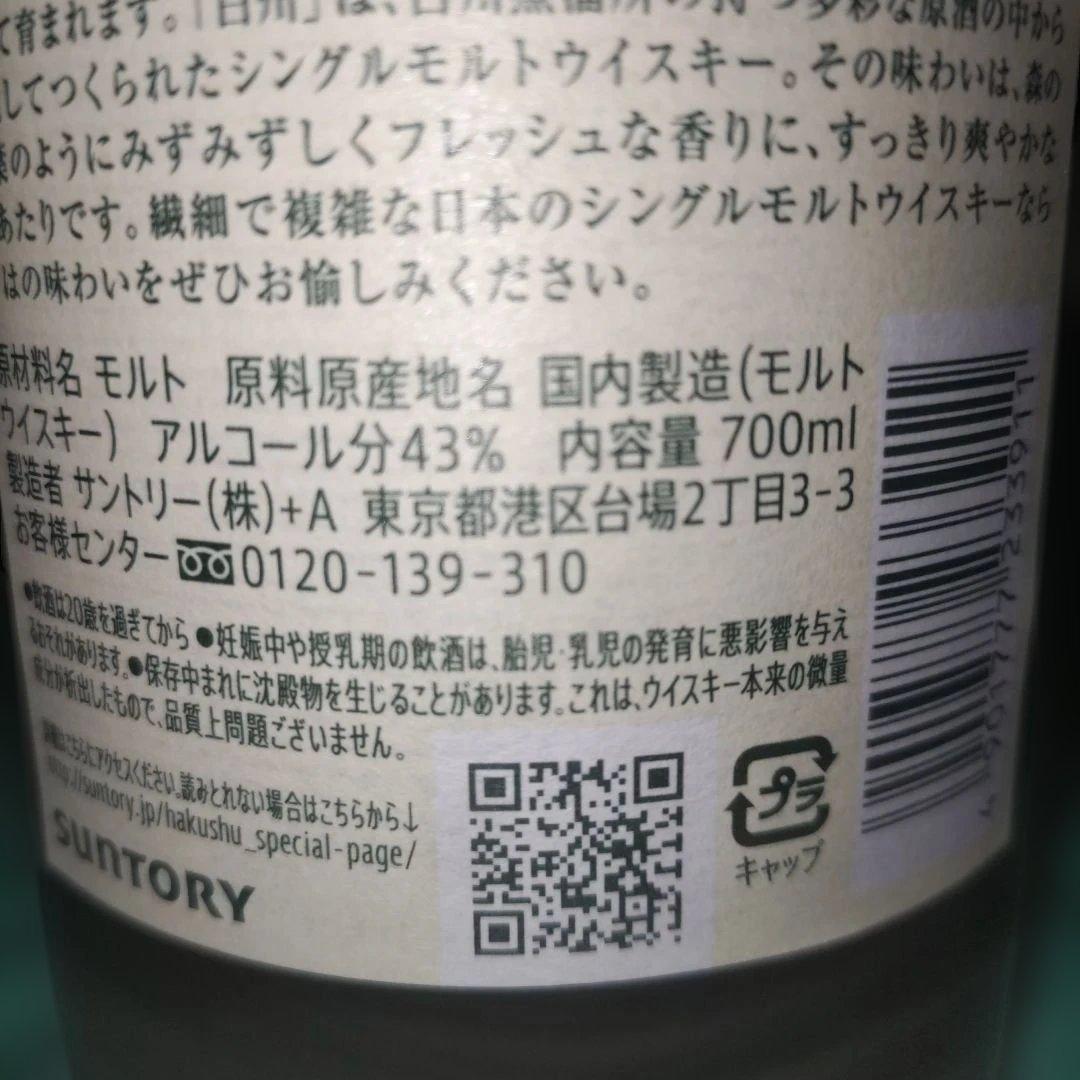 て育まれます。「白州」は、白州蒸溜所の持つ多彩な原酒の中から
してつくられたシングルモルトウイスキー。その味わいは、森の
葉のようにみずみずしくフレッシュな香りに、すっきり爽やかな
あたりです。繊細で複雑な日本のシングルモルトウイスキーなら
はの味わいをぜひお愉しみください。
原材料名 モルト 原料原産地名 国内製造(モルト
ウイスキー) アルコール分43% 内容量 700ml
製造者 サントリー(株)+A 東京都港区台場2丁目3-3
お客様センター 0120-139-310
●飲酒は20歳を過ぎてから ●妊娠中や授乳期の飲酒は、胎児・乳児の発育に悪影響を与え
るおそれがあります。●保存中まれに沈殿物を生じることがあります。これは、ウイスキー本来の微量
成分が析出したもので、品質上問題ございません。
詳細はこちらにアクセスください。読みとれない場合はこちらから↓
http://suntory.jp/hakushu_special-page/
SUNTORY
プラ
キャップ
4 901777 233911